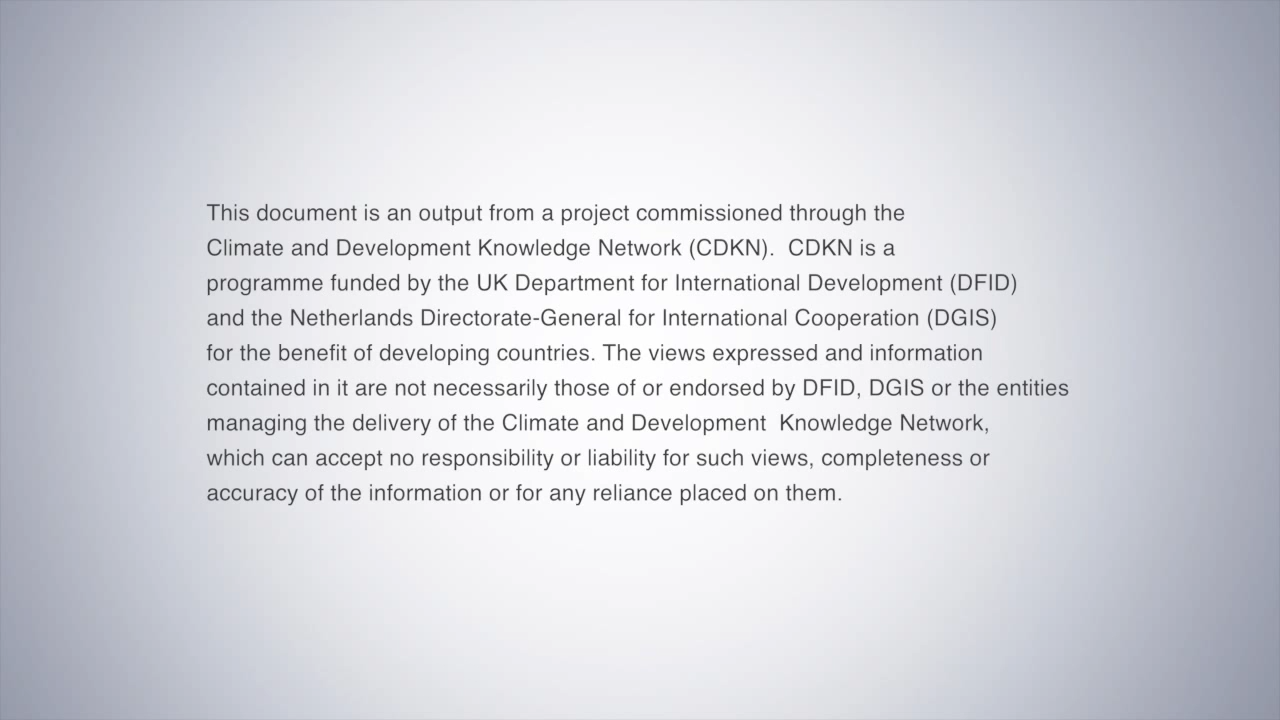 This document is an output from a project commissioned through the
Climate and Development Knowledge Network (CDKN).  CDKN is a
programme funded by the UK Department for International Development (DFID)
and the Netherlands Directorate-General for International Cooperation (DGIS)
for the benefit of developing countries. The views expressed and information
contained in it are not necessarily those of or endorsed by DFID, DGIS or the entities
managing the delivery of the Climate and Development  Knowledge Network,
which can accept no responsibility or liability for such views, completeness or
accuracy of the information or for any reliance placed on them.